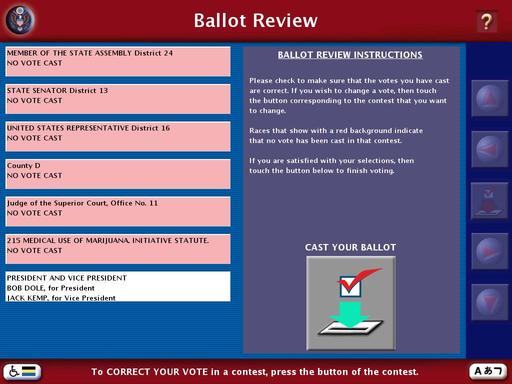 Ballot Review
?
MEMBER OF THE STATE ASSEMBLY District 24
NO VOTE CAST
STATE SENATOR District 13
NO VOTE CAST
UNITED STATES REPRESENTATIVE District 16
NO VOTE CAST
County D
NO VOTE CAST
Judge of the Superior Court, Office No. 11
NO VOTE CAST
215 MEDICAL USE OF MARIJUANA. INITIATIVE STATUTE.
NO VOTE CAST
PRESIDENT AND VICE PRESIDENT
BOB DOLE, for President
JACK KEMP, for Vice President
BALLOT REVIEW INSTRUCTIONS
Please check to make sure that the votes you have cast
are correct. If you wish to change a vote, then touch
the button corresponding to the contest that you want
to change.
Races that show with a red background indicate
that no vote has been cast in that contest.
If you are satisfied with your selections, then
touch the button below to finish voting.
CAST YOUR BALLOT
To CORRECT YOUR VOTE in a contest, press the button of the contest.
Aあつ